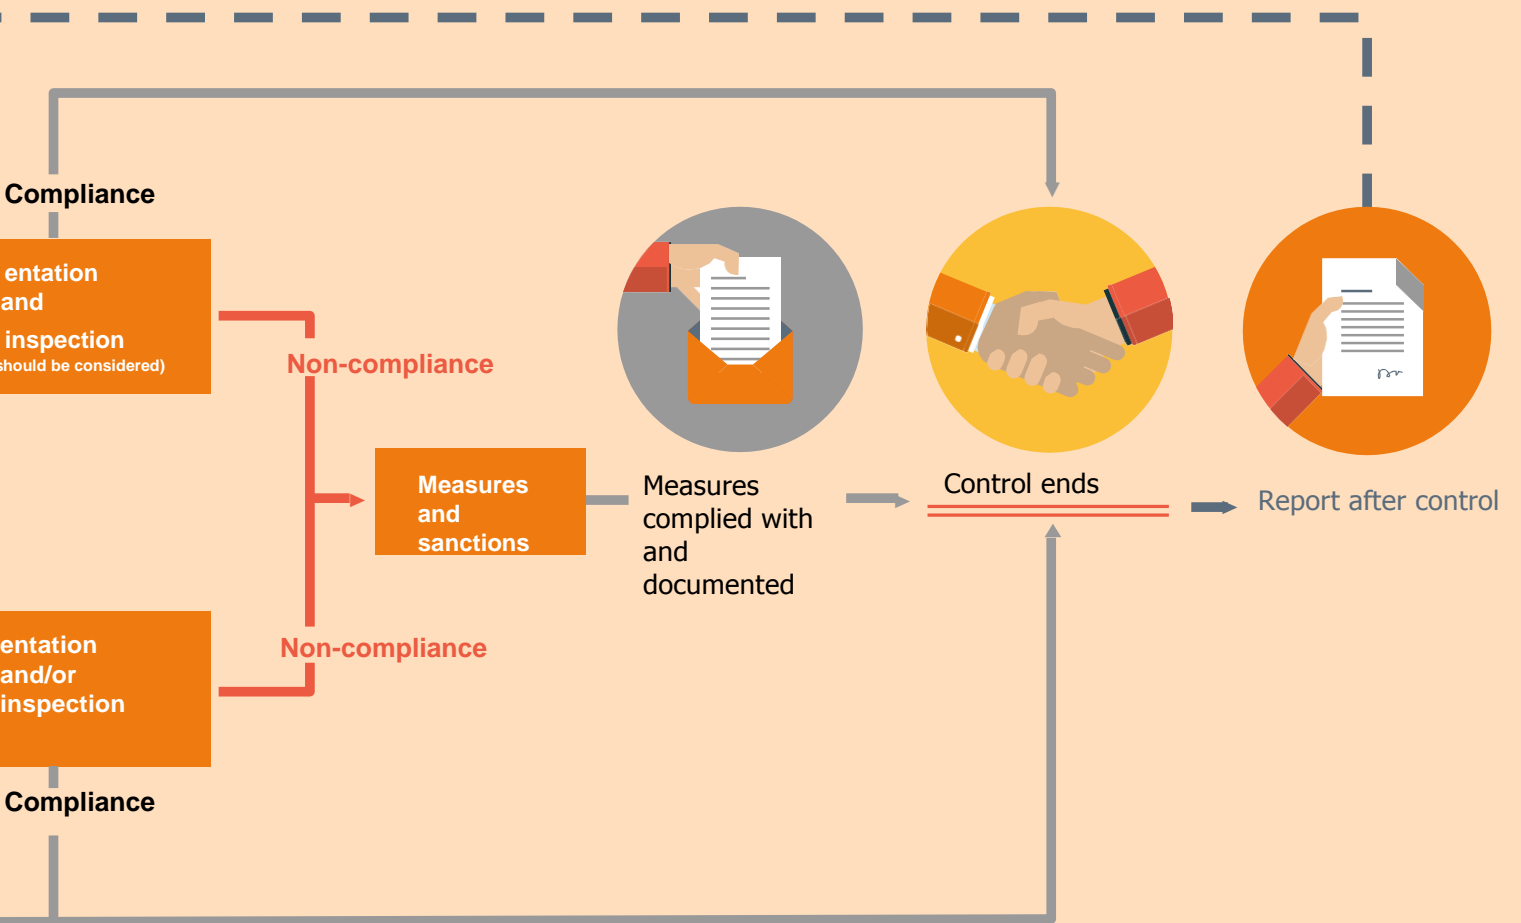 Compliance
entation
and
inspection
should be considered)
Non-compliance
Measures
and
sanctions
Measures
complied with
and
documented
Control ends
Report after control
Non-compliance
entation
and/or
inspection
Compliance